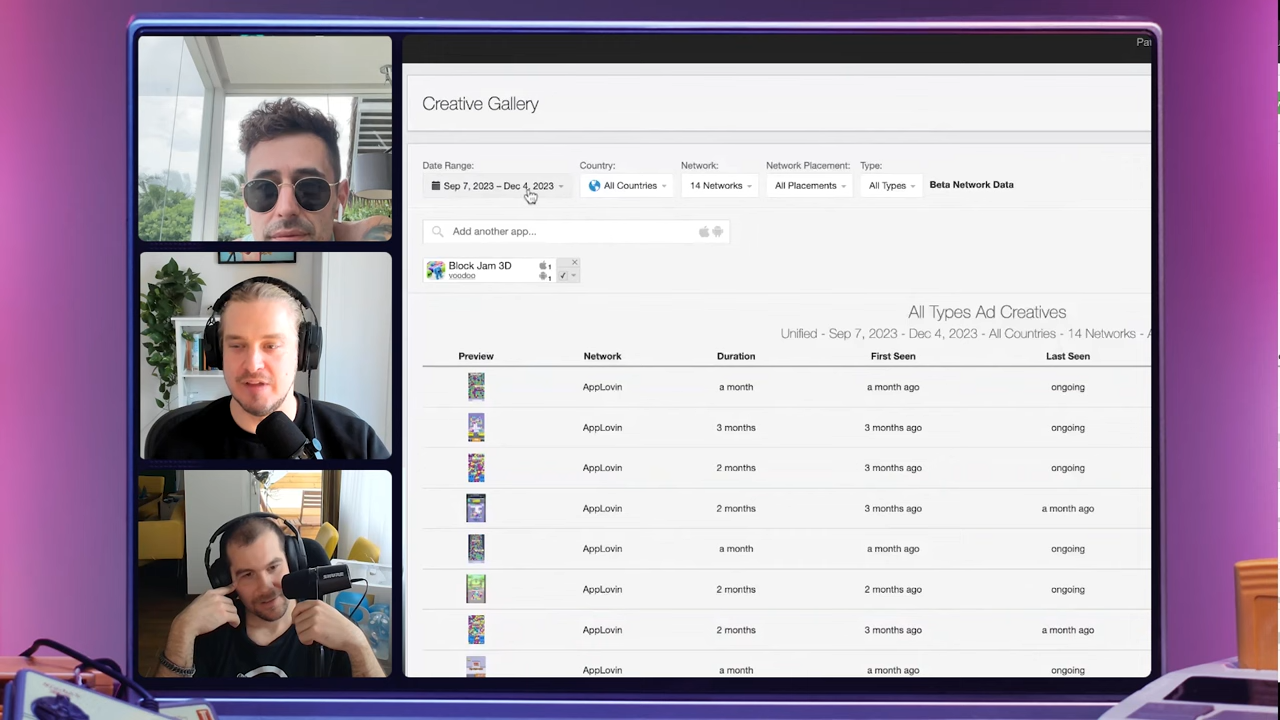 Pa
Creative Gallery
Date Range:
Country:
Network:
Network Placement:
Type:
Sep 7, 2023 – Dec 4, 2023
All Countries
14 Networks
All Placements
All Types
Beta Network Data
Add another app...
Block Jam 3D
voodoo
1
1
All Types Ad Creatives
Unified - Sep 7, 2023 - Dec 4, 2023 - All Countries - 14 Networks - A
Preview Network Duration First Seen Last Seen
AppLovin a month a month ago ongoing
AppLovin 3 months 3 months ago ongoing
AppLovin 2 months 3 months ago ongoing
AppLovin 2 months 3 months ago a month ago
AppLovin a month a month ago ongoing
AppLovin 2 months 2 months ago ongoing
AppLovin 2 months 3 months ago a month ago
AppLovin a month a month ago ongoing
SHURE